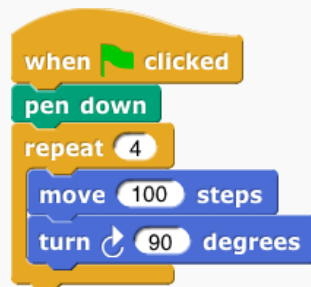 when clicked
pen down
repeat 4
move 100 steps
turn 90 degrees